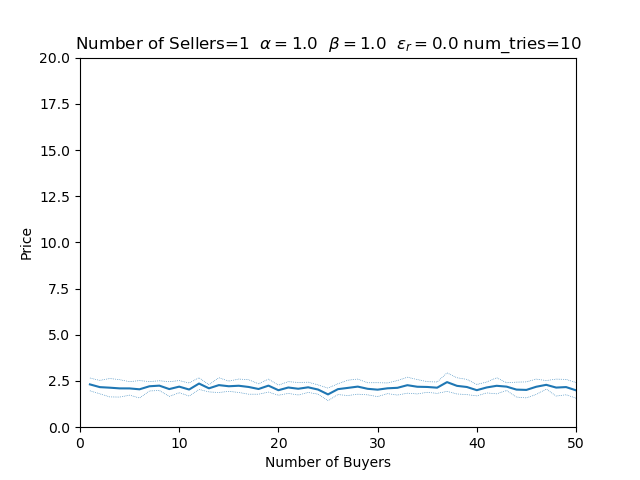 Number of Sellers=1 α = 1.0 β = 1.0 εᵣ = 0.0 num_tries=10
20.0
17.5
15.0
12.5
10.0
7.5
5.0
2.5
0.0
Price
0 10 20 30 40 50
Number of Buyers